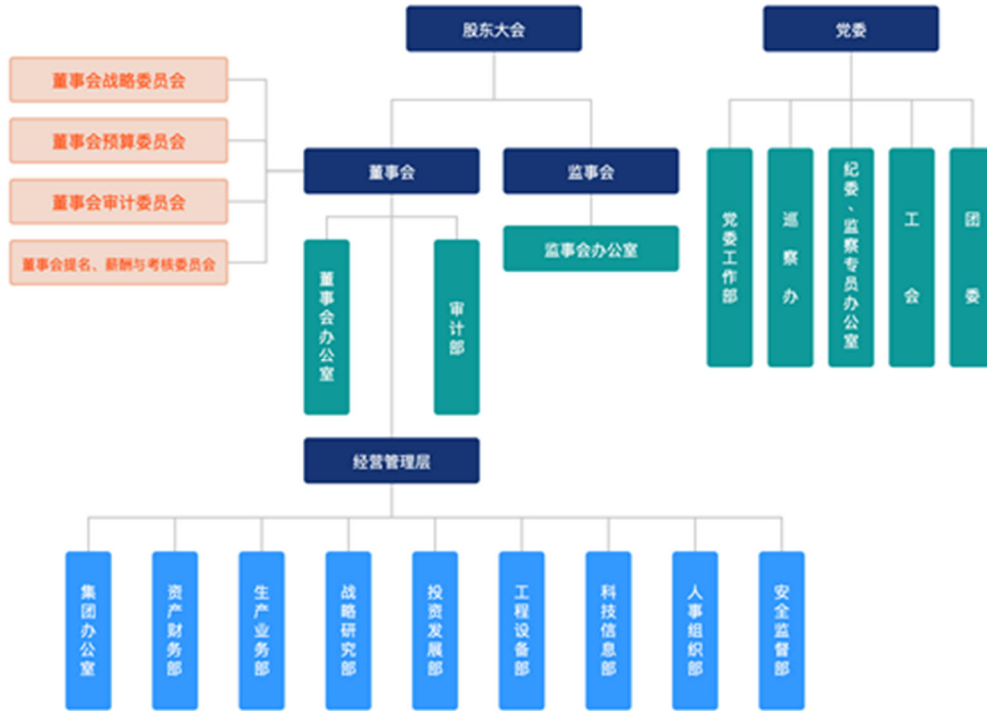 股东大会
党委
董事会战略委员会
董事会预算委员会
董事会审计委员会
董事会提名、薪酬与考核委员会
董事会
监事会
监事会办公室
董事会办公室
审计部
党委工作部
巡察办
纪委、监察专员办公室
工会
团委
经营管理层
集团办公室
资产财务部
生产业务部
战略研究部
投资发展部
工程设备部
科技信息部
人事组织部
安全监督部